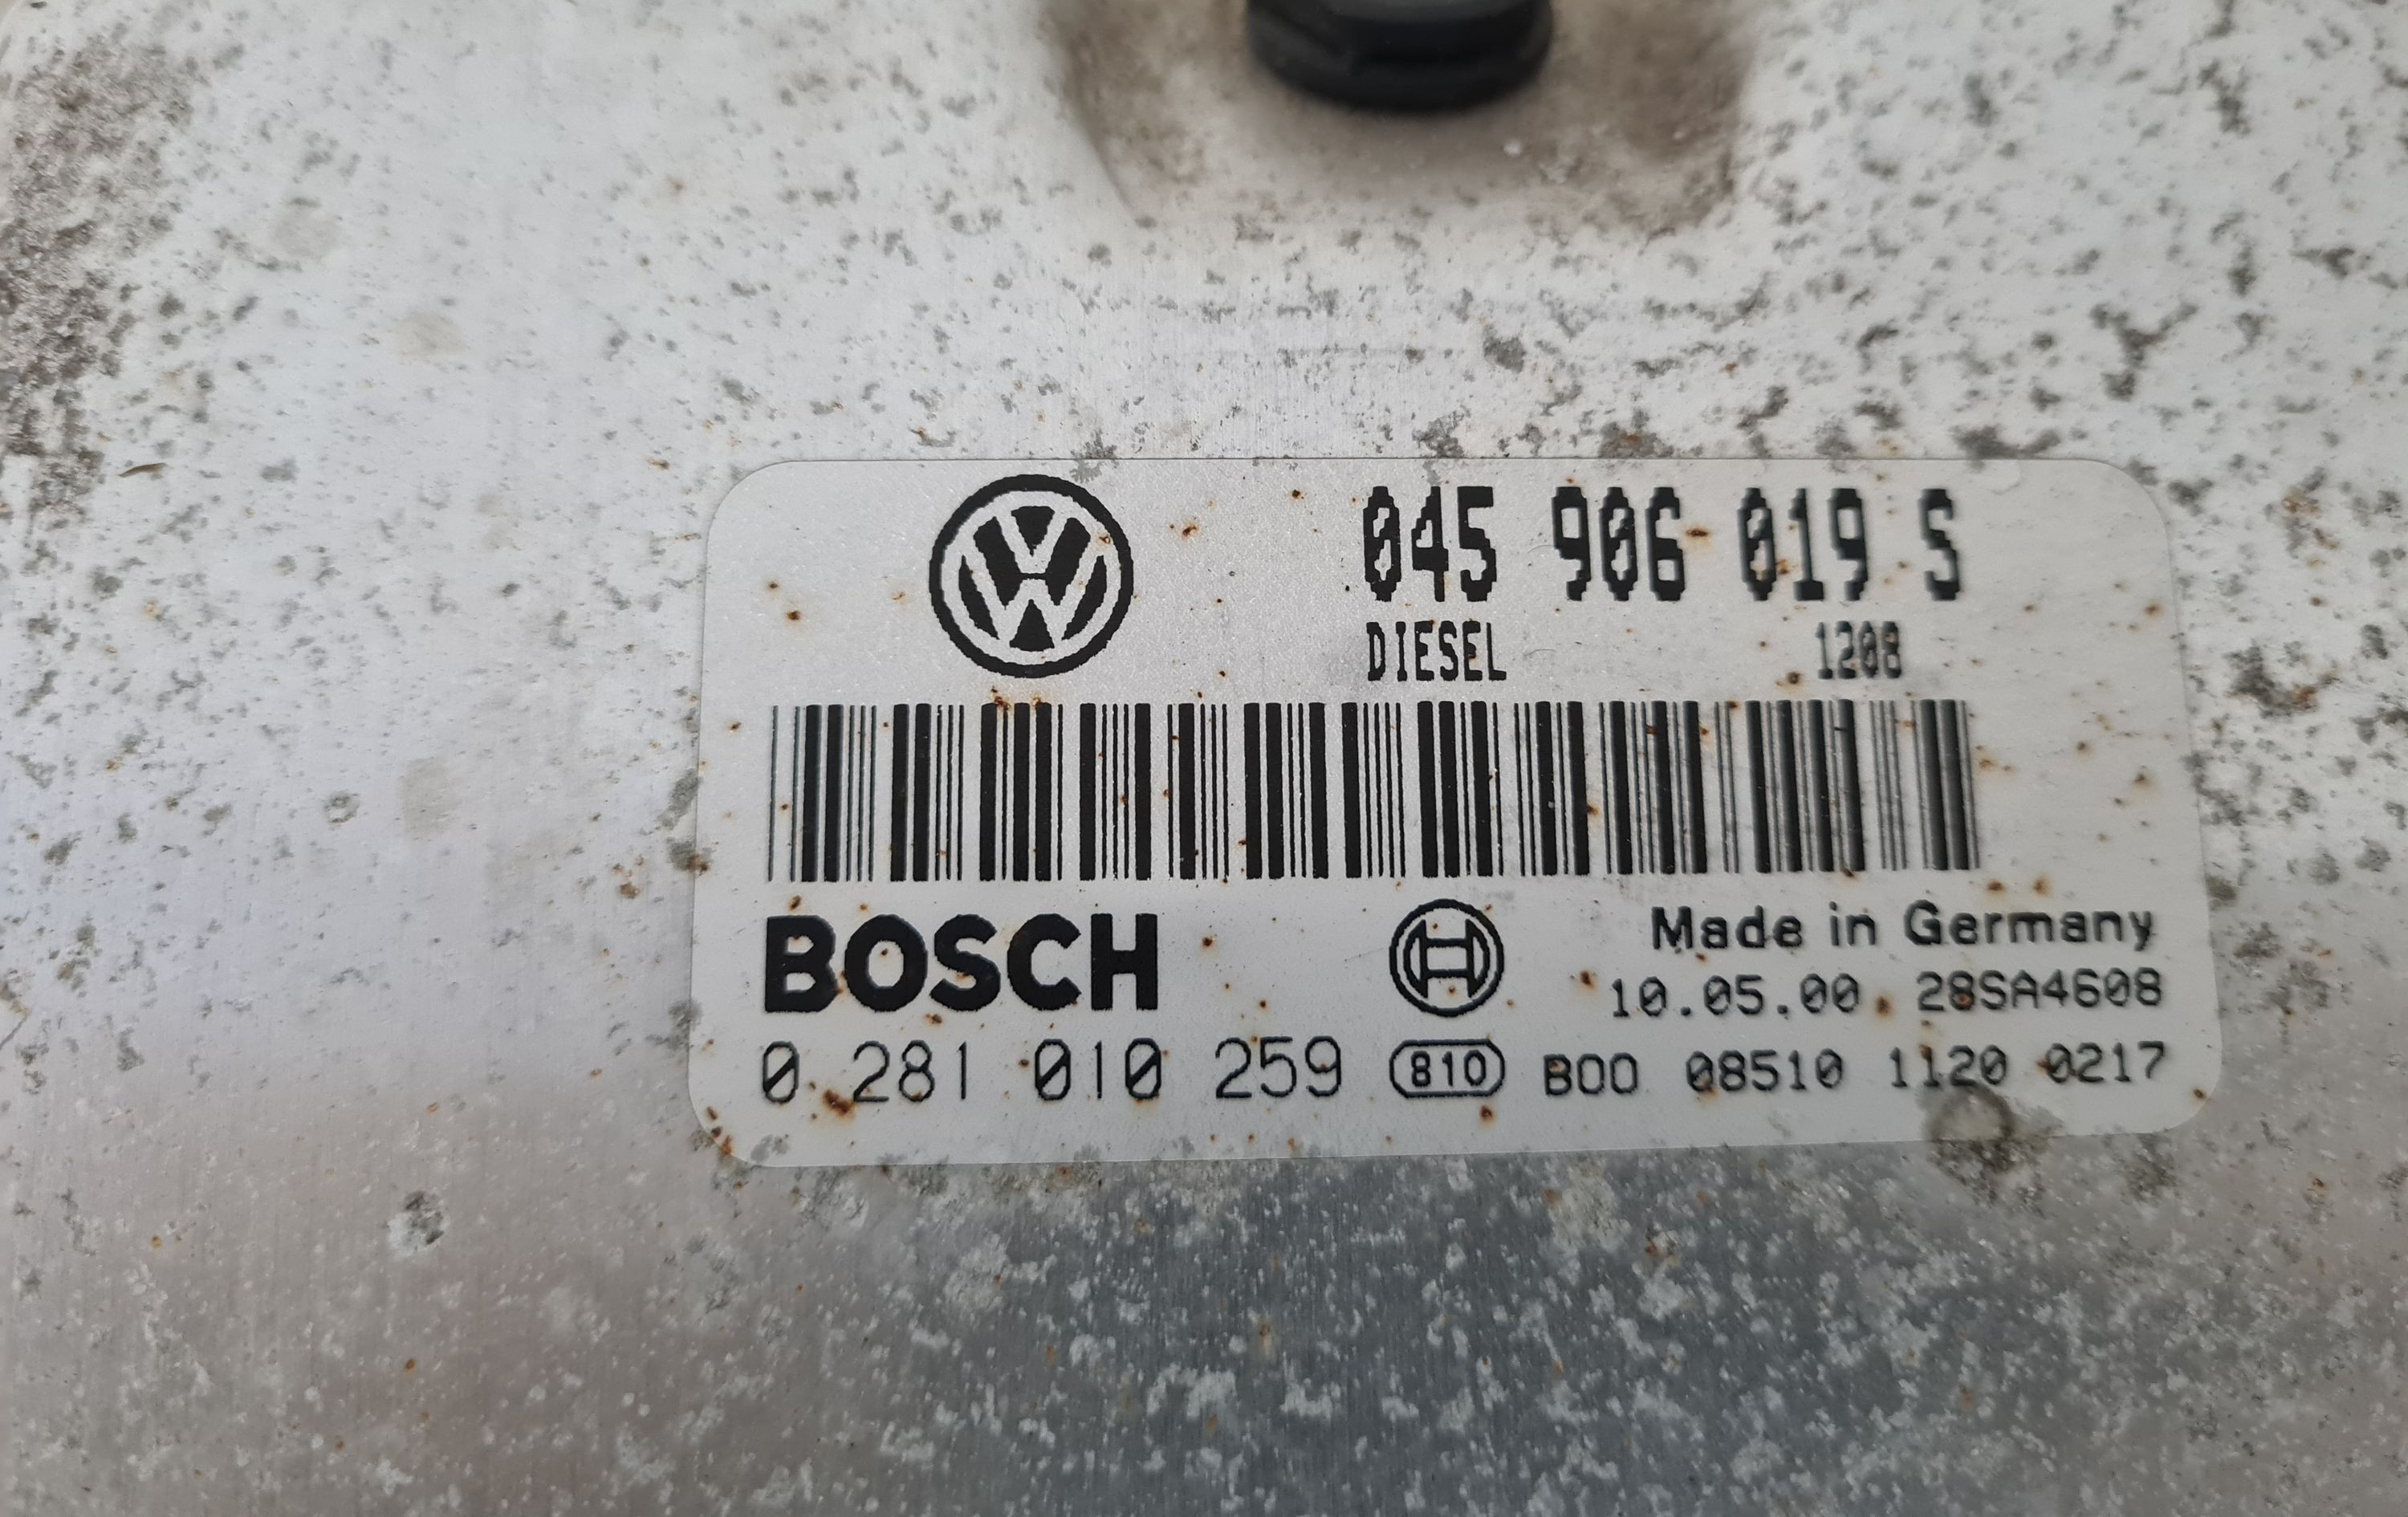 045 906 019 S
DIESEL 1208
BOSCH Made in Germany
10.05.00 28SA4608
0 281 010 259 810 B00 08510 1120 0217